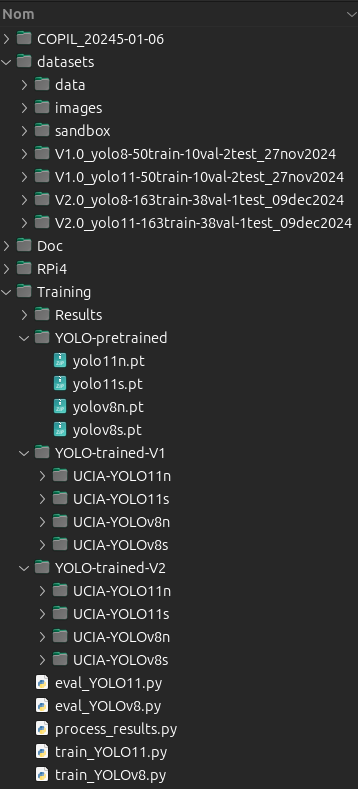 Nom
COPIL_20245-01-06
datasets
data
images
sandbox
V1.0_yolo8-50train-10val-2test_27nov2024
V1.0_yolo11-50train-10val-2test_27nov2024
V2.0_yolo8-163train-38val-1test_09dec2024
V2.0_yolo11-163train-38val-1test_09dec2024
Doc
RPi4
Training
Results
YOLO-pretrained
yolo11n.pt
yolo11s.pt
yolov8n.pt
yolov8s.pt
YOLO-trained-V1
UCIA-YOLO11n
UCIA-YOLO11s
UCIA-YOLOv8n
UCIA-YOLOv8s
YOLO-trained-V2
UCIA-YOLO11n
UCIA-YOLO11s
UCIA-YOLOv8n
UCIA-YOLOv8s
eval_YOLO11.py
eval_YOLOv8.py
process_results.py
train_YOLO11.py
train_YOLOv8.py